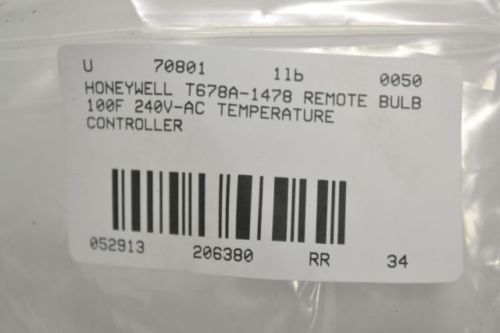 U 70801 1lb 0050
HONEYWELL T678A-1478 REMOTE BULB
100F 240V-AC TEMPERATURE
CONTROLLER
052913 206380 RR 34